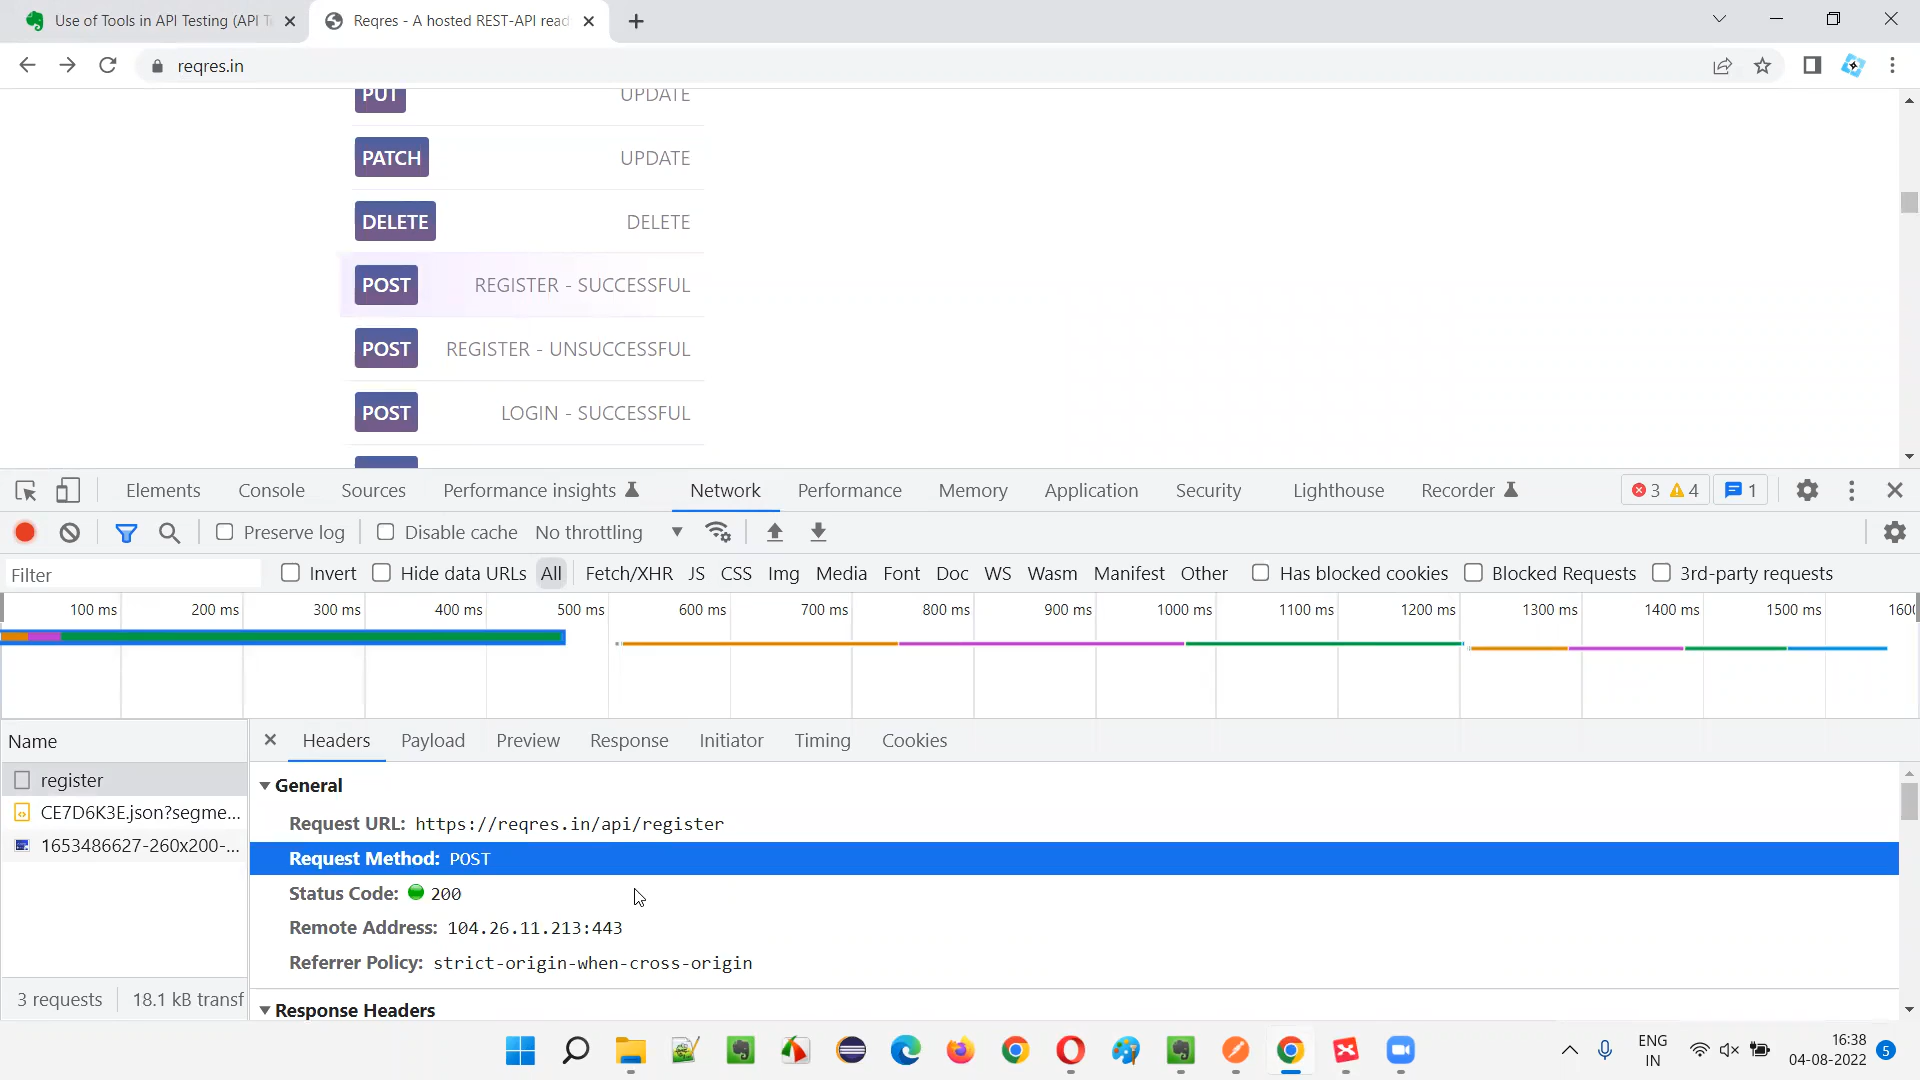 Use of Tools in API Testing (API T
Reqres - A hosted REST-API read
reqres.in
PUT UPDATE
PATCH UPDATE
DELETE DELETE
POST REGISTER - SUCCESSFUL
POST REGISTER - UNSUCCESSFUL
POST LOGIN - SUCCESSFUL
Elements Console Sources Performance insights Network Performance Memory Application Security Lighthouse Recorder 3 4 1
Preserve log Disable cache No throttling
Filter Invert Hide data URLs All Fetch/XHR JS CSS Img Media Font Doc WS Wasm Manifest Other Has blocked cookies Blocked Requests 3rd-party requests
100 ms 200 ms 300 ms 400 ms 500 ms 600 ms 700 ms 800 ms 900 ms 1000 ms 1100 ms 1200 ms 1300 ms 1400 ms 1500 ms 1600
Name
register
CE7D6K3E.json?segme...
1653486627-260x200-...
3 requests 18.1 kB transf
Headers Payload Preview Response Initiator Timing Cookies
General
Request URL: https://reqres.in/api/register
Request Method: POST
Status Code: 200
Remote Address: 104.26.11.213:443
Referrer Policy: strict-origin-when-cross-origin
Response Headers
ENG
IN
16:38
04-08-2022
5